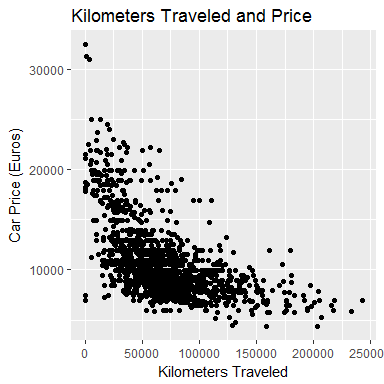 Kilometers Traveled and Price
30000
20000
10000
Car Price (Euros)
0 50000 100000 150000 200000 250000
Kilometers Traveled